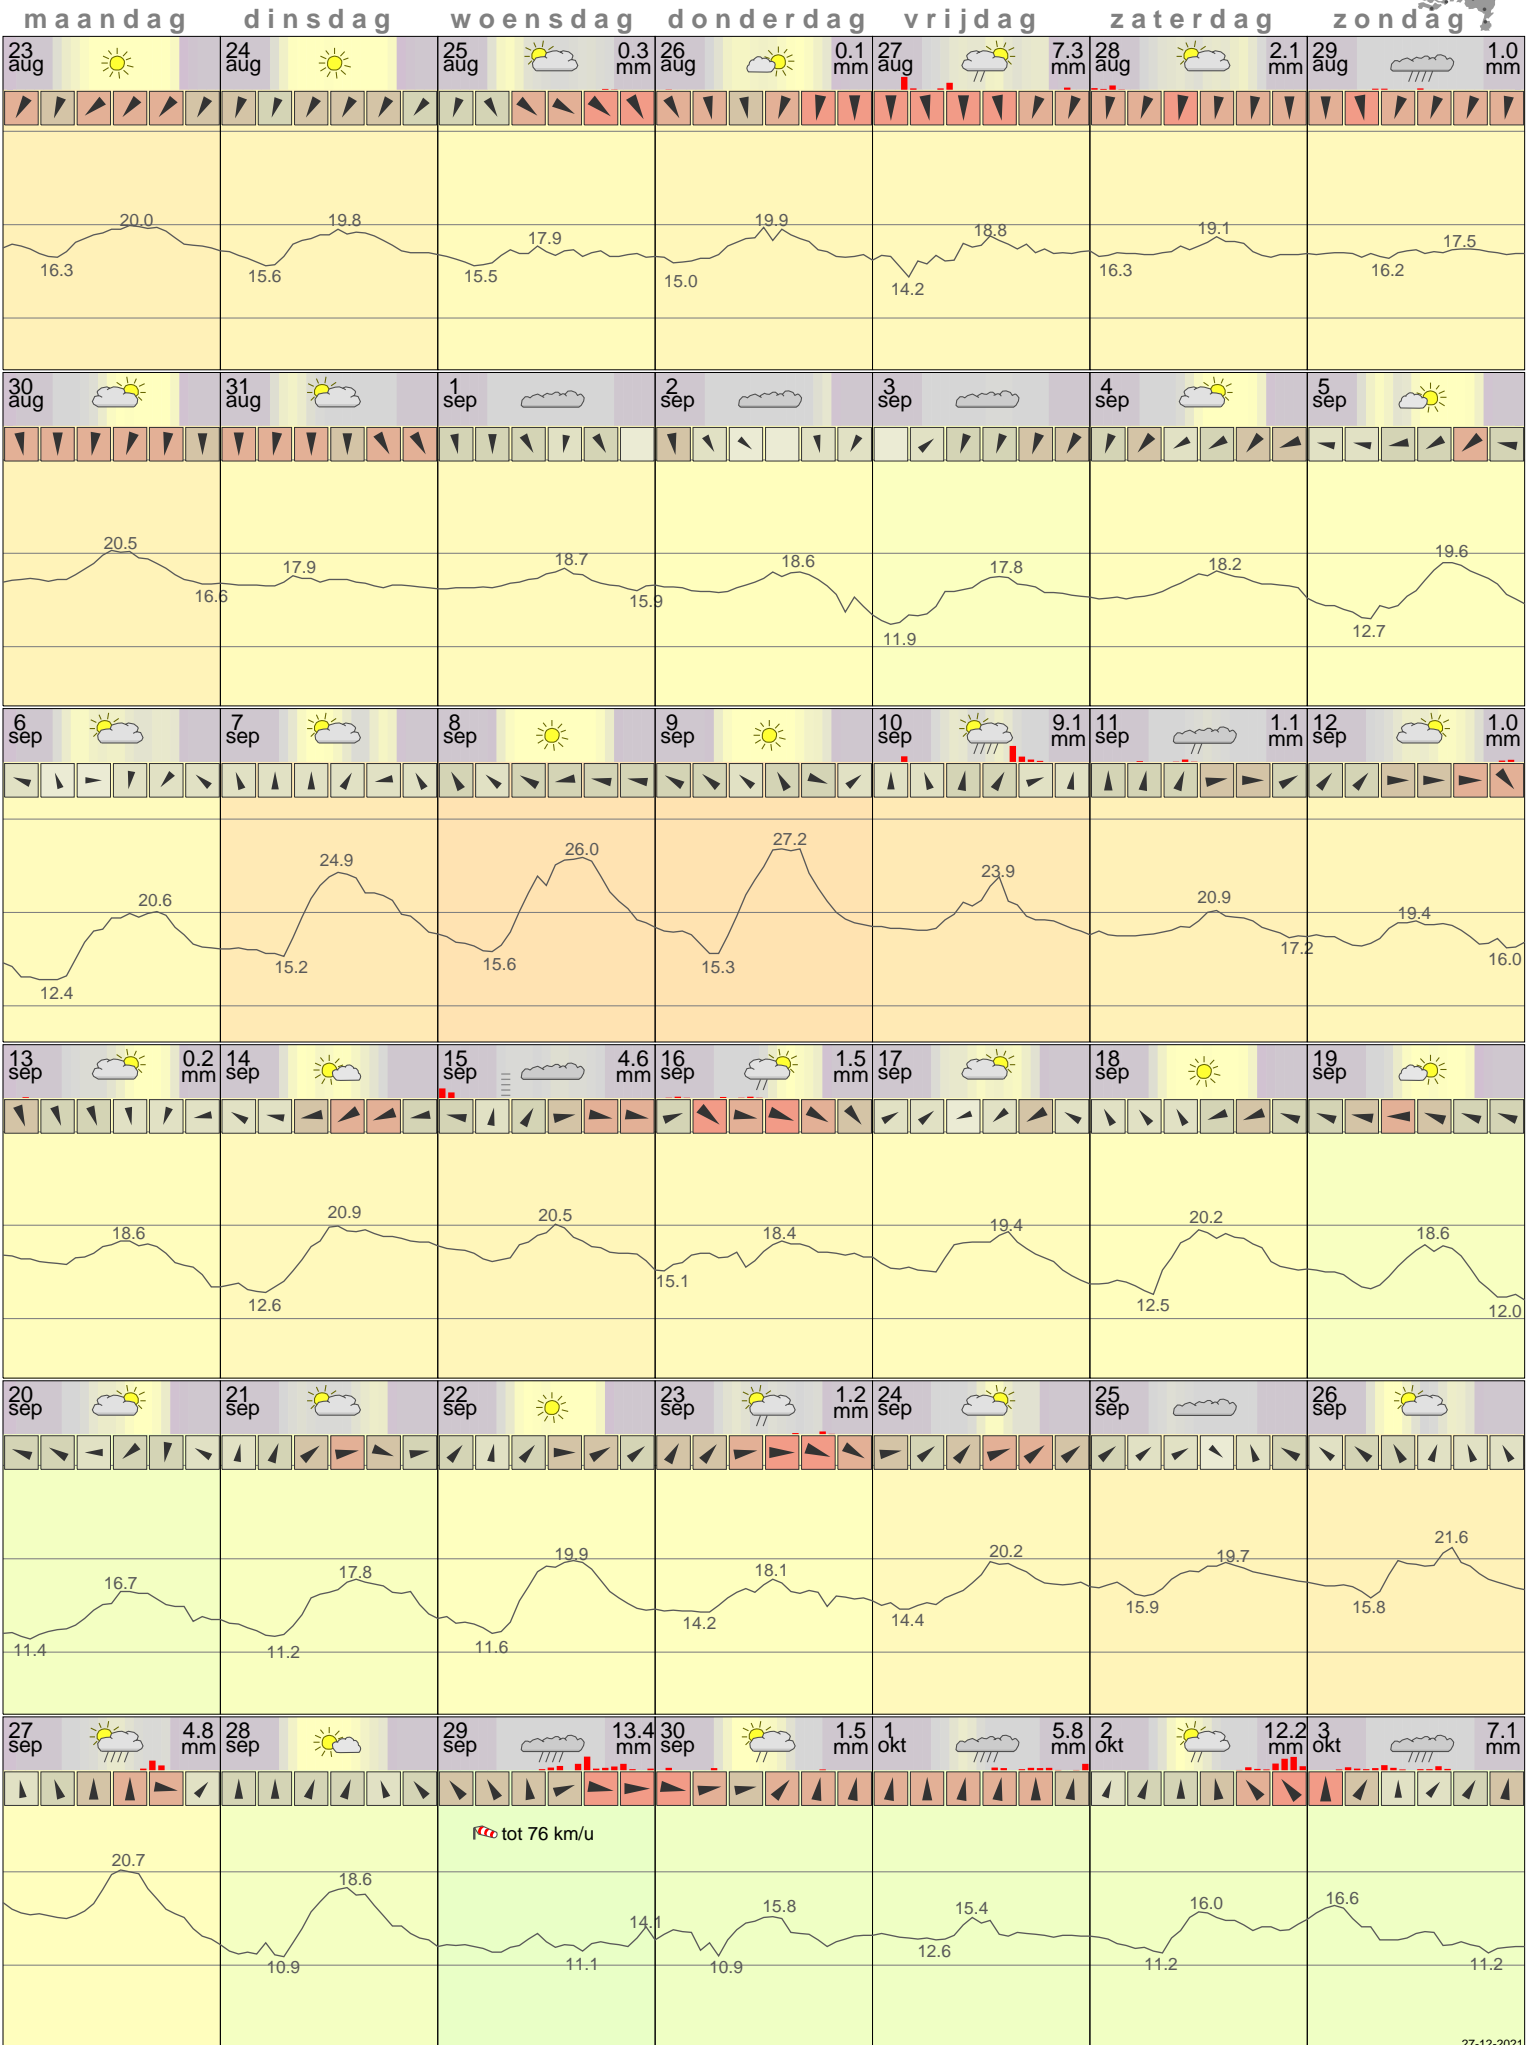 maandag dinsdag woensdag donderdag vrijdag zaterdag zondag
23 aug 24 aug 25 aug 0.3 mm 26 aug 0.1 mm 27 aug 7.3 mm 28 aug 2.1 mm 29 aug 1.0 mm
20.0 19.8 17.9 19.9 18.8 19.1 17.5
16.3 15.6 15.5 15.0 14.2 16.3 16.2
30 aug 31 aug 1 sep 2 sep 3 sep 4 sep 5 sep
20.5 17.9 18.7 18.6 17.8 18.2 19.6
16.6 15.9 11.9 12.7
6 sep 7 sep 8 sep 9 sep 10 sep 9.1 mm 11 sep 1.1 mm 12 sep 1.0 mm
20.6 24.9 26.0 27.2 23.9 20.9 19.4
12.4 15.2 15.6 15.3 17.2 16.0
13 sep 0.2 mm 14 sep 15 sep 4.6 mm 16 sep 1.5 mm 17 sep 18 sep 19 sep
18.6 20.9 20.5 18.4 19.4 20.2 18.6
12.6 15.1 12.5 12.0
20 sep 21 sep 22 sep 23 sep 1.2 mm 24 sep 25 sep 26 sep
16.7 17.8 19.9 18.1 20.2 19.7 21.6
11.4 11.2 11.6 14.2 14.4 15.9 15.8
27 sep 4.8 mm 28 sep 29 sep 13.4 mm 30 sep 1.5 mm 1 okt 5.8 mm 2 okt 12.2 mm 3 okt 7.1 mm
tot 76 km/u
20.7 18.6 14.1 15.8 15.4 16.0 16.6
10.9 11.1 10.9 12.6 11.2 11.2
27-12-2021